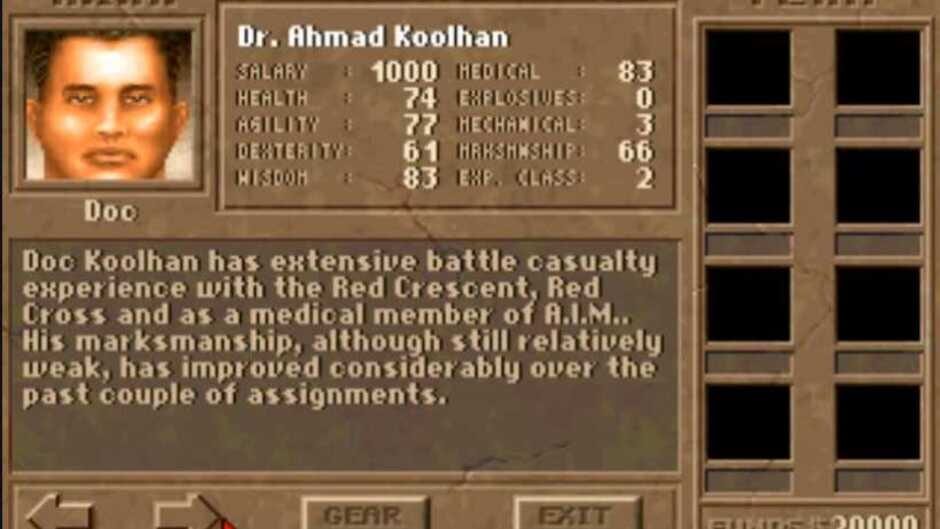 Dr. Ahmad Koolhan
SALARY : 1000 MEDICAL : 83
HEALTH : 74 EXPLOSIVES: 0
AGILITY : 77 MECHANICAL: 3
DEXTERITY: 61 MRKSMNSHIP: 66
WISDOM : 83 EXP. CLASS: 2
Doc
Doc Koolhan has extensive battle casualty
experience with the Red Crescent, Red
Cross and as a medical member of A.I.M..
His marksmanship, although still relatively
weak, has improved considerably over the
past couple of assignments.
GEAR
EXIT